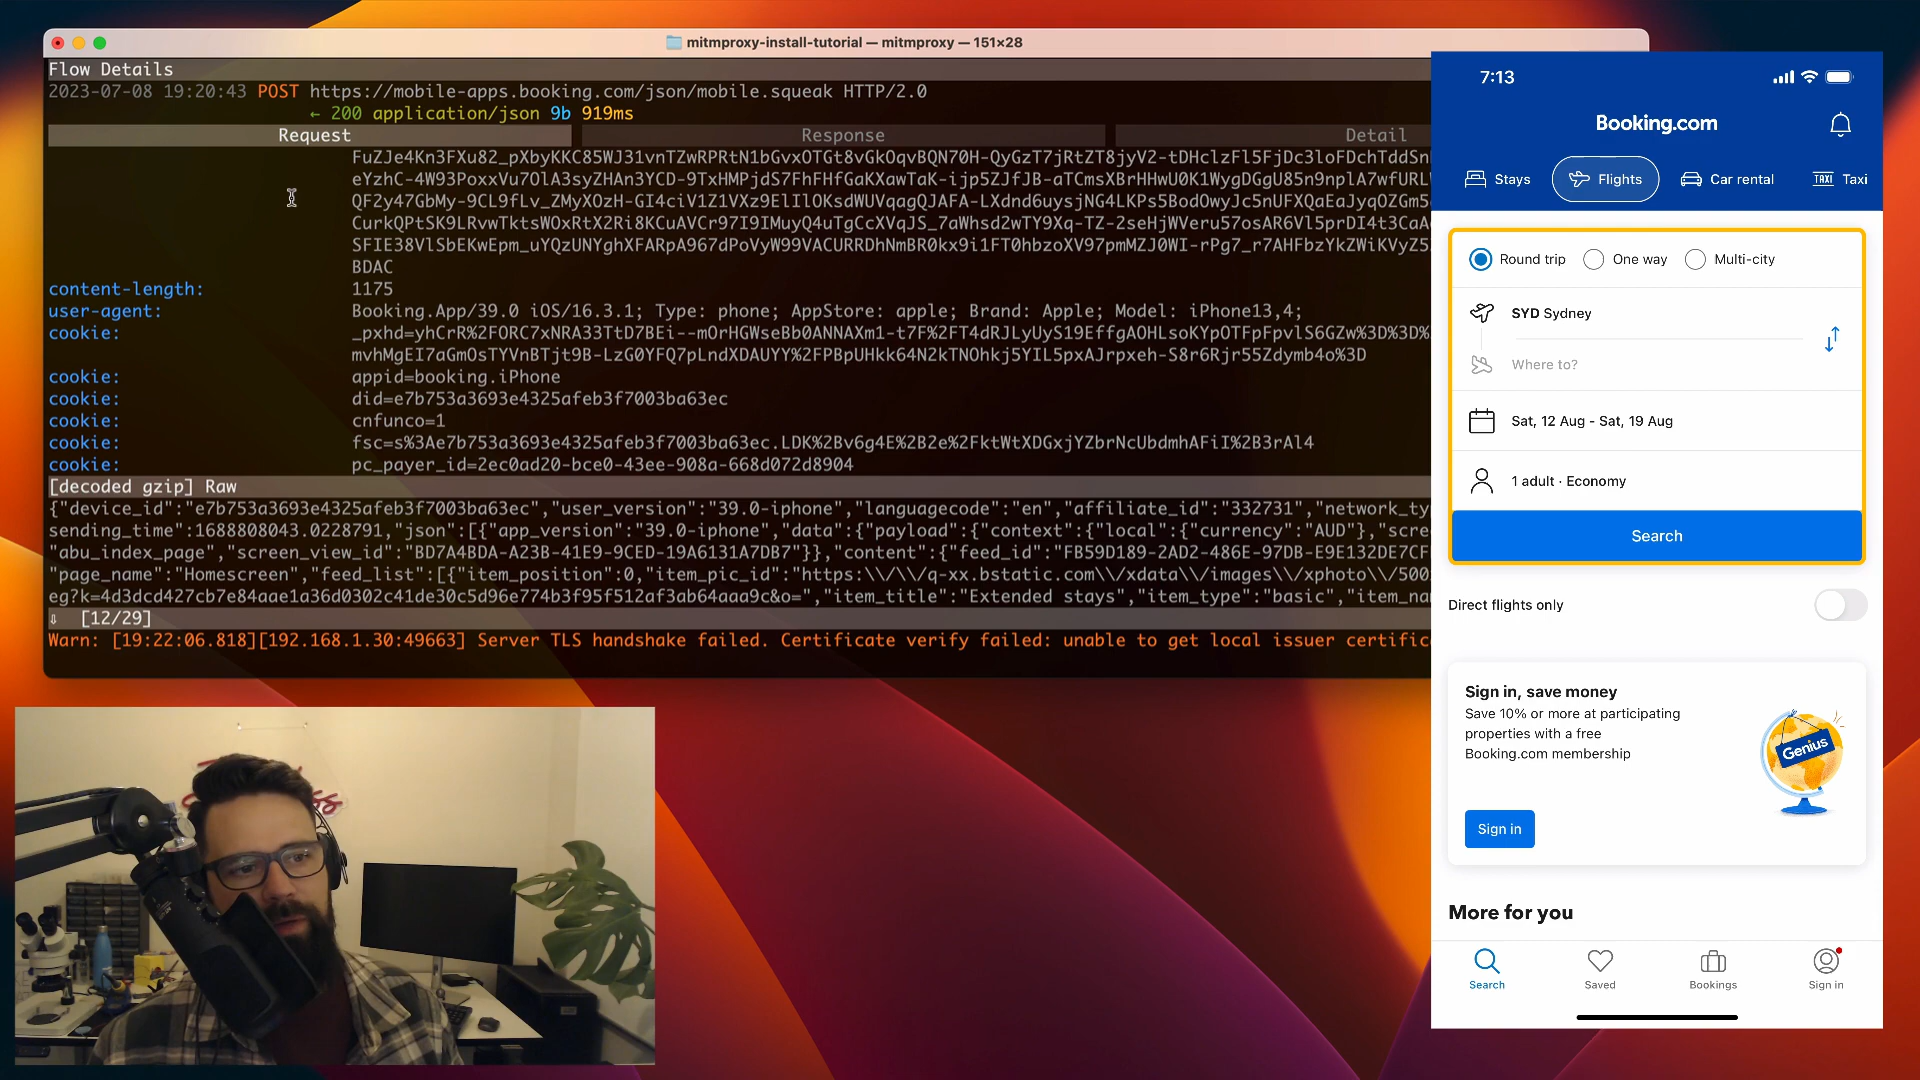 mitmproxy-install-tutorial — mitmproxy — 151×28
Flow Details
2023-07-08 19:20:43 POST https://mobile-apps.booking.com/json/mobile.squeak HTTP/2.0
← 200 application/json 9b 919ms
Request Response Detail
FuZJe4Kn3FXu82_pXbyKKC85WJ31vnTZwRPRtN1bGvxOTGt8vGkOqvBQN70H-QyGzT7jRtZT8jyV2-tDHclzFl5FjDc3loFDchTddSn
eYzhC-4W93PoxxVu7OlA3syZHAn3YCD-9TxHMPjdS7FhFHfGaKXawTaK-ijp5ZJfJB-aTCmsXBrHHwU0K1WygDGgU85n9nplA7wfURL
QF2y47GbMy-9CL9fLv_ZMyXOzH-GI4ciV1Z1VXz9ElIlOKsdWUVqagQJAFA-LXdnd6uysjNG4LKPs5BodOwyJc5nUFXQaEaJyqOZGm5
CurkQPtSK9LRvwTktsWOxRtX2Ri8KCuAVCr97I9IMuyQ4uTgCcXVqJS_7aWhsd2wTY9Xq-TZ-2seHjWVeru57osAR6Vl5prDI4t3CaA
SFIE38VlSbEKwEpm_uYQzUNYghXFARpA967dPoVyW99VACURRDhNmBR0kx9i1FT0hbzoXV97pmMZJ0WI-rPg7_r7AHFbzYkZWiKVyZ5
BDAC
content-length: 1175
user-agent: Booking.App/39.0 iOS/16.3.1; Type: phone; AppStore: apple; Brand: Apple; Model: iPhone13,4;
cookie: _pxhd=yhCrR%2FORC7xNRA33TtD7BEi--mOrHGWseBb0ANNAXm1-t7F%2FT4dRJLyUyS19EffgAOHLsoKYpOTFpFpvlS6GZw%3D%3D%
mvhMgEI7aGmOsTYVnBTjt9B-LzG0YFQ7pLndXDAUYY%2FPBpUHkk64N2kTNOhkj5YIL5pxAJrpxeh-S8r6Rjr55Zdymb4o%3D
cookie: appid=booking.iPhone
cookie: did=e7b753a3693e4325afeb3f7003ba63ec
cookie: cnfunco=1
cookie: fsc=s%3Ae7b753a3693e4325afeb3f7003ba63ec.LDK%2Bv6g4E%2B2e%2FktWtXDGxjYZbrNcUbdmhAFiI%2B3rAl4
cookie: pc_payer_id=2ec0ad20-bce0-43ee-908a-668d072d8904
[decoded gzip] Raw
{"device_id":"e7b753a3693e4325afeb3f7003ba63ec","user_version":"39.0-iphone","languagecode":"en","affiliate_id":"332731","network_ty
sending_time":1688808043.0228791,"json":[{"app_version":"39.0-iphone","data":{"payload":{"context":{"local":{"currency":"AUD"},"scre
"abu_index_page","screen_view_id":"BD7A4BDA-A23B-41E9-9CED-19A6131A7DB7"}},"content":{"feed_id":"FB59D189-2AD2-486E-97DB-E9E132DE7CF
"page_name":"Homescreen","feed_list":[{"item_position":0,"item_pic_id":"https:\\/\\/q-xx.bstatic.com\\/xdata\\/images\\/xphoto\\/500
eg?k=4d3dcd427cb7e84aae1a36d0302c41de30c5d96e774b3f95f512af3ab64aaa9c&o=","item_title":"Extended stays","item_type":"basic","item_na
⇩ [12/29]
Warn: [19:22:06.818][192.168.1.30:49663] Server TLS handshake failed. Certificate verify failed: unable to get local issuer certific
7:13
Booking.com
Stays Flights Car rental TAXI Taxi
Round trip One way Multi-city
SYD Sydney
Where to?
Sat, 12 Aug - Sat, 19 Aug
1 adult · Economy
Search
Direct flights only
Sign in, save money
Save 10% or more at participating
properties with a free
Booking.com membership
Genius
Sign in
More for you
Search Saved Bookings Sign in